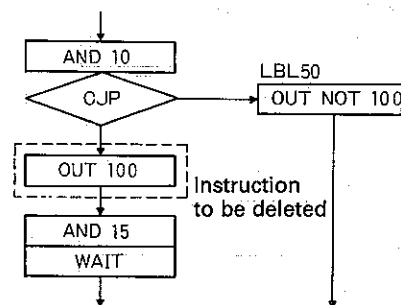 AND 10
LBL50
CJP
OUT NOT 100
OUT 100
Instruction
to be deleted
AND 15
WAIT